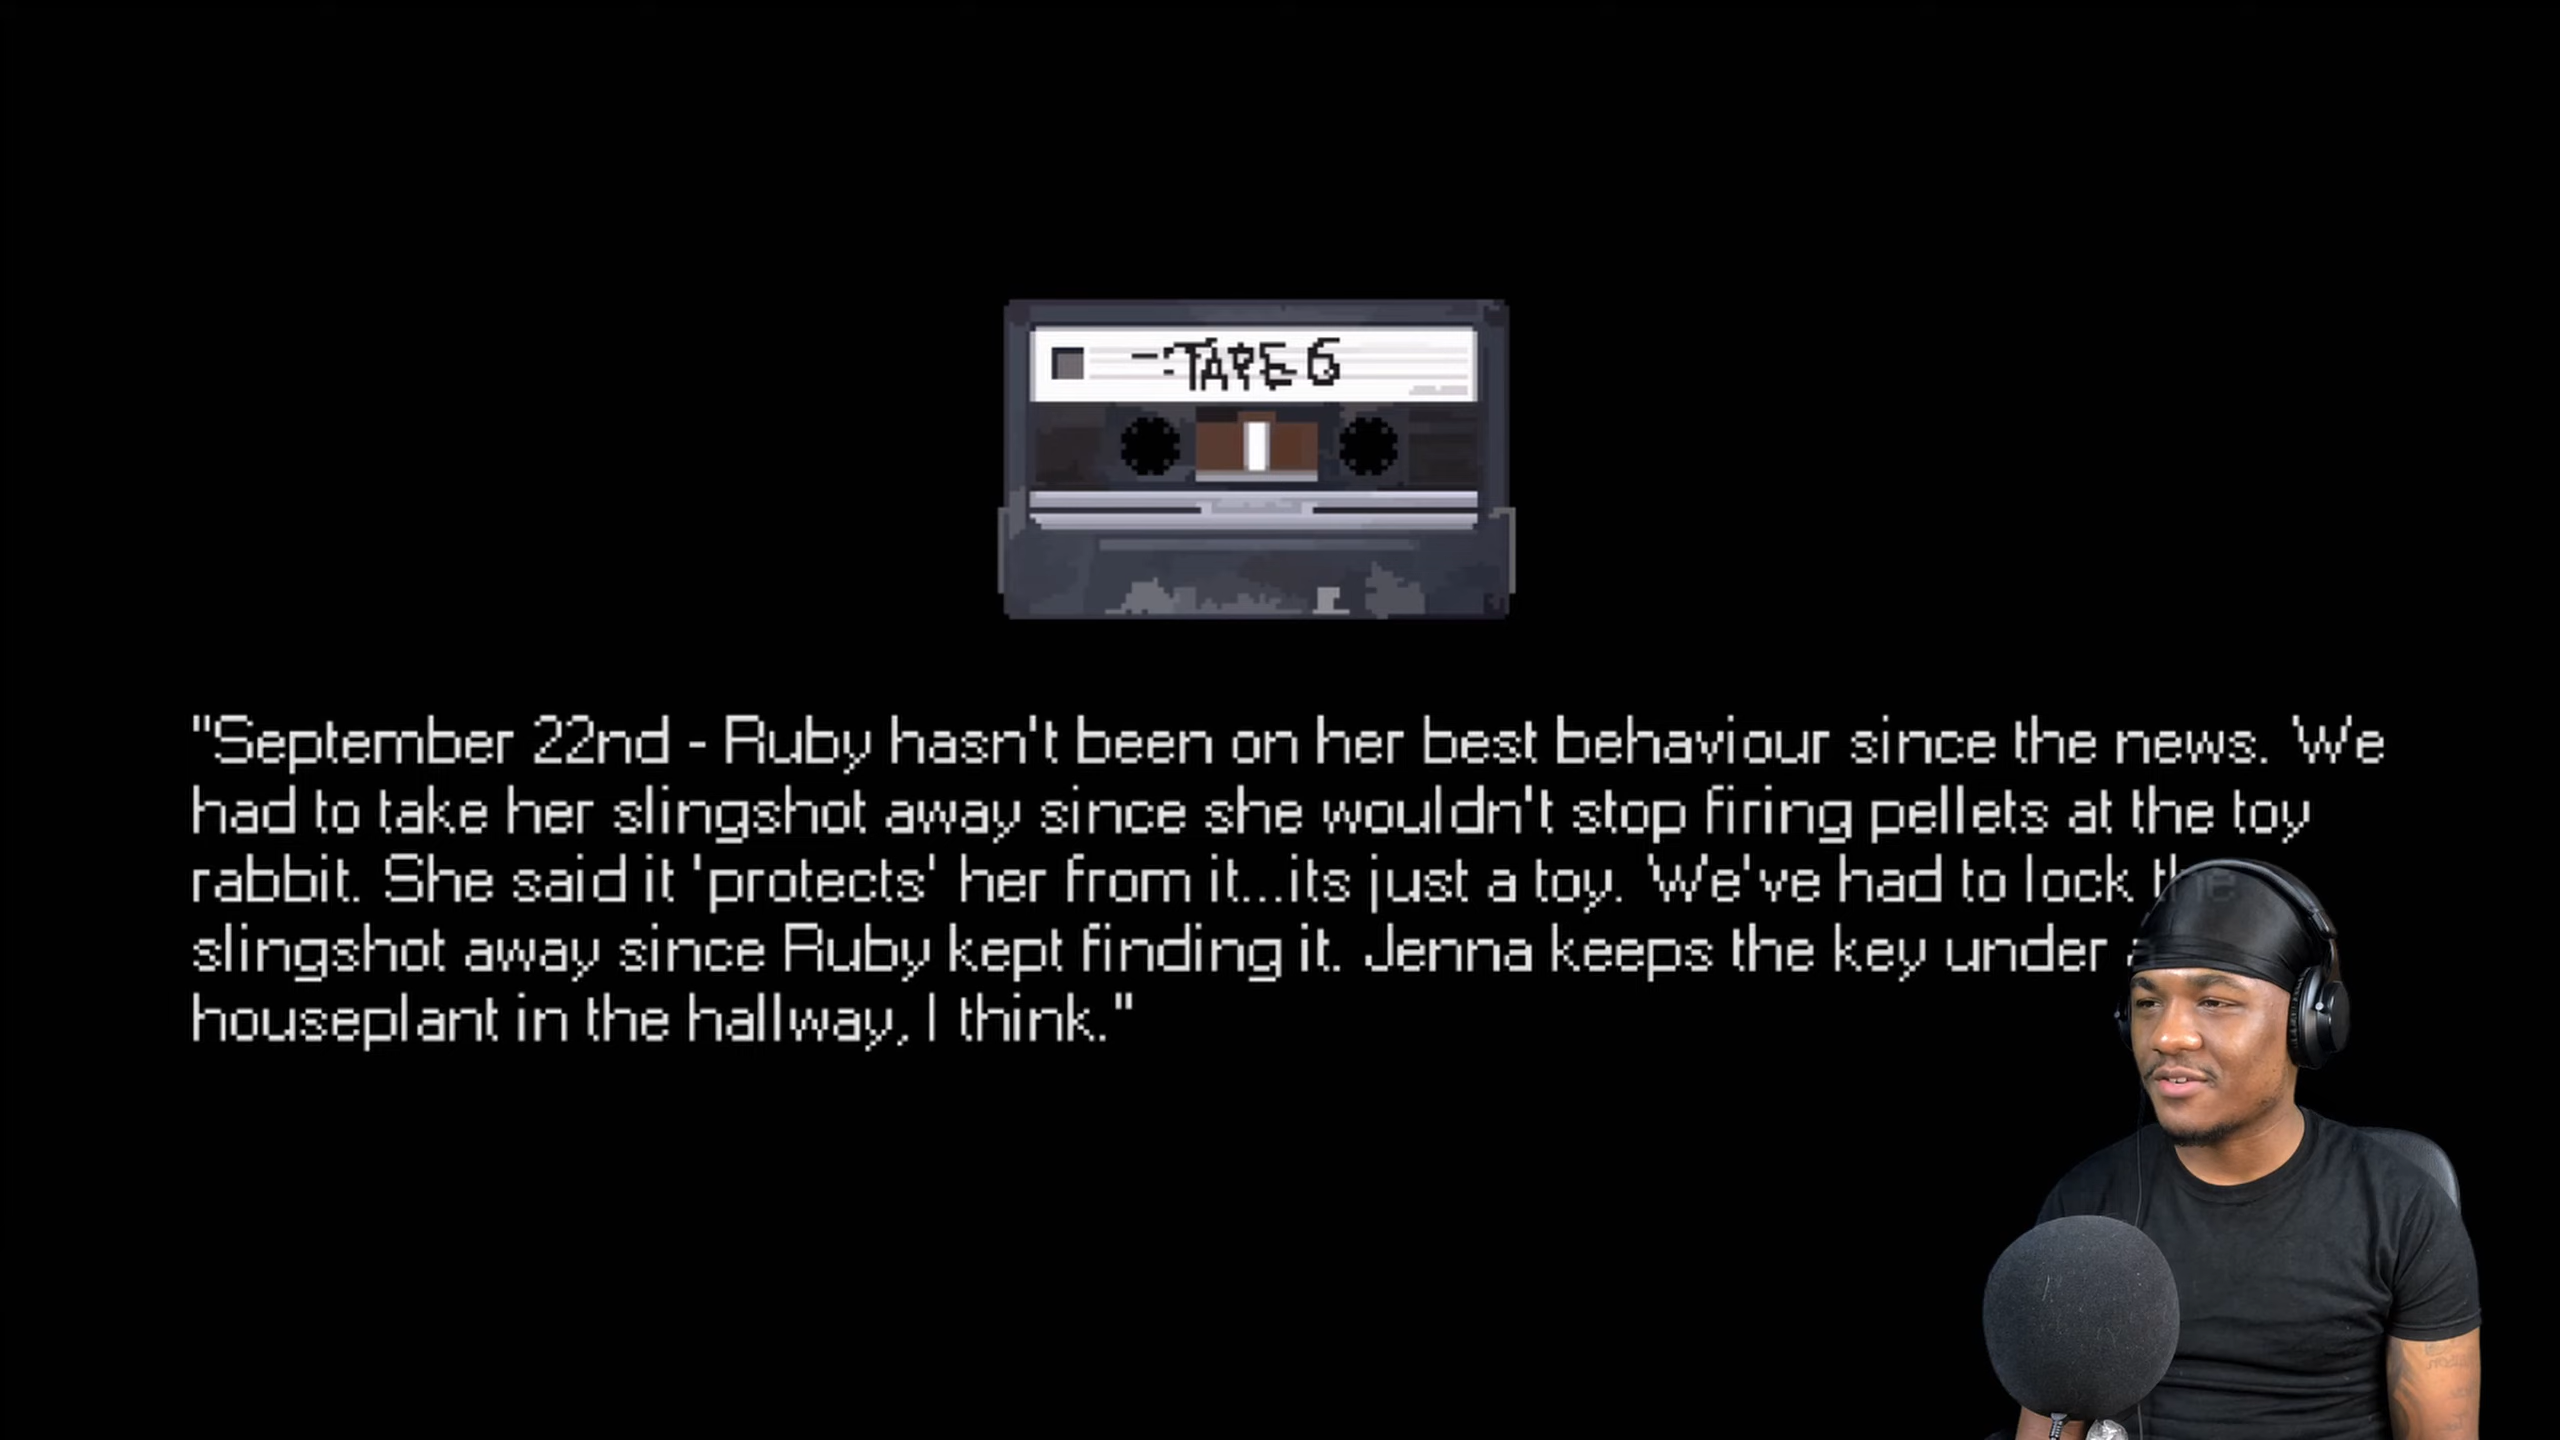 TAPE 6
"September 22nd - Ruby hasn't been on her best behaviour since the news. We
had to take her slingshot away since she wouldn't stop firing pellets at the toy
rabbit. She said it 'protects' her from it...its just a toy. We've had to lock the
slingshot away since Ruby kept finding it. Jenna keeps the key under a
houseplant in the hallway, I think."